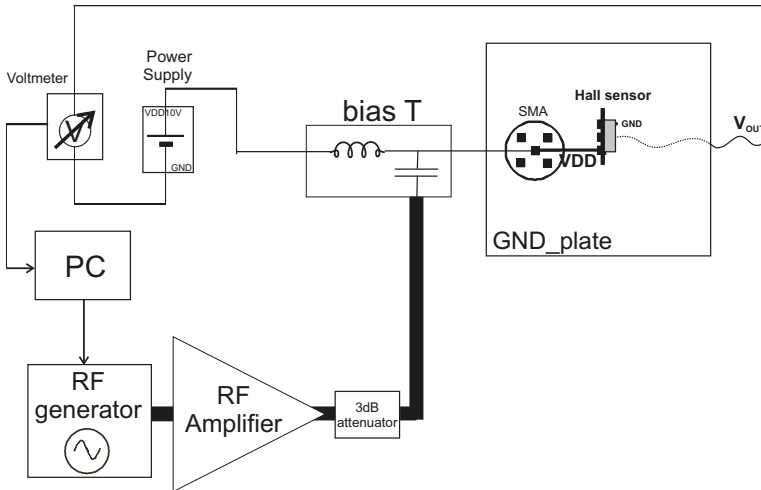 Voltmeter
V
Power
Supply
VDD10V
GND
bias T
SMA
Hall sensor
GND
VDD
V_OUT
GND_plate
PC
RF
generator
RF
Amplifier
3dB
attenuator